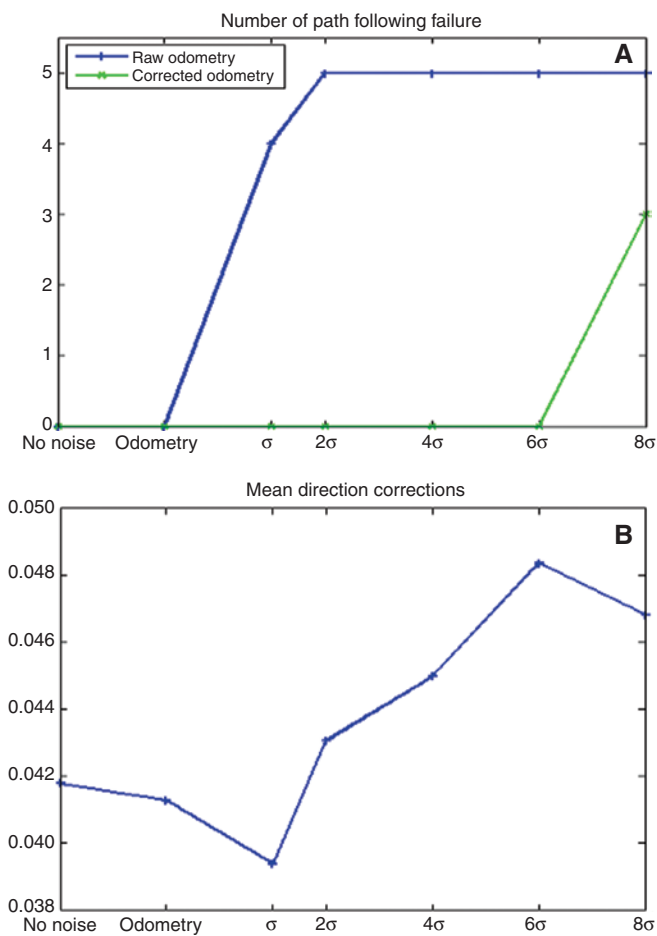 Number of path following failure
Raw odometry
Corrected odometry
A
5
4
3
2
1
0
No noise Odometry σ 2σ 4σ 6σ 8σ
Mean direction corrections
B
0.050
0.048
0.046
0.044
0.042
0.040
0.038
No noise Odometry σ 2σ 4σ 6σ 8σ